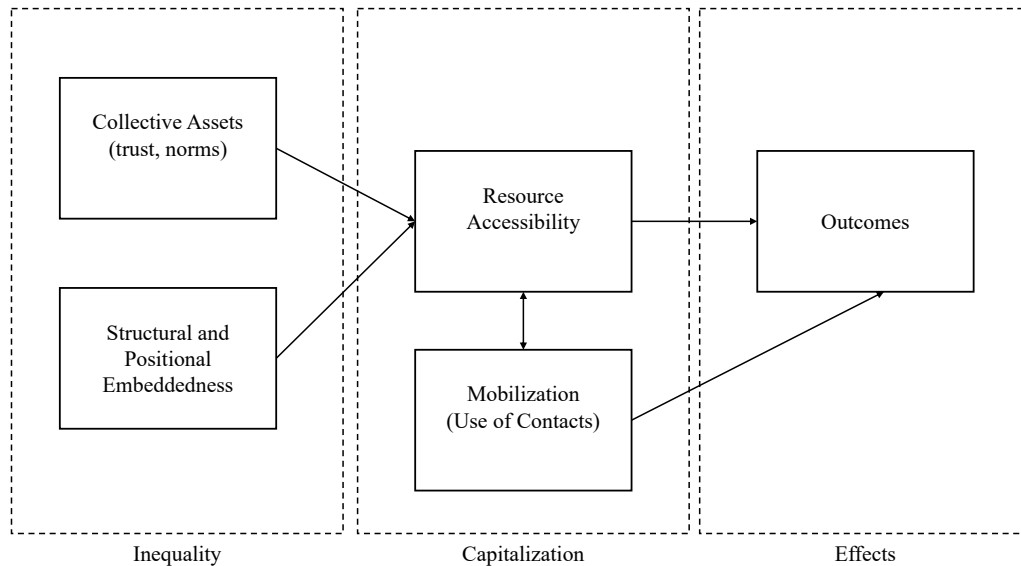 Collective Assets
(trust, norms)
Structural and
Positional
Embeddedness
Resource
Accessibility
Mobilization
(Use of Contacts)
Outcomes
Inequality
Capitalization
Effects